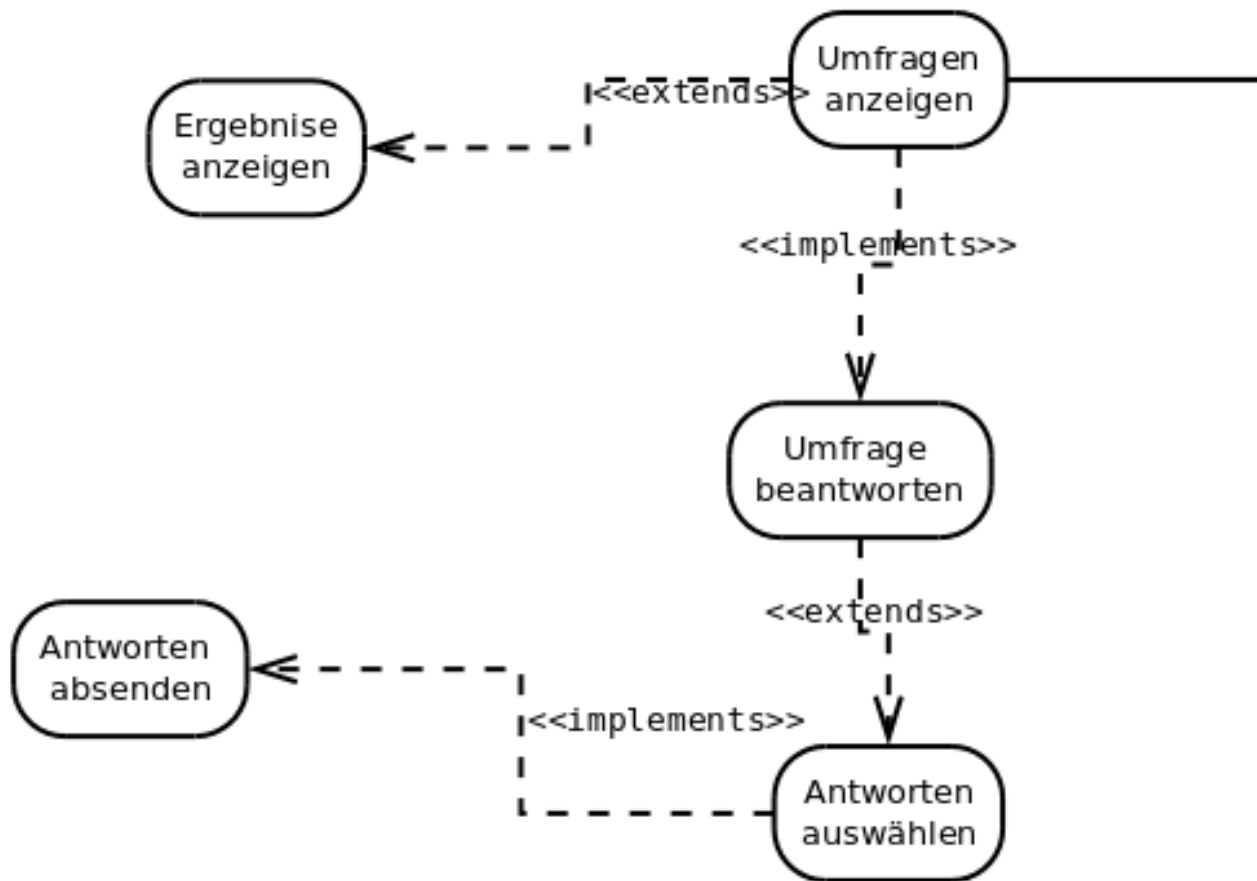 Umfragen
anzeigen
<<extends>>
Ergebnise
anzeigen
<<implements>>
Umfrage
beantworten
<<extends>>
Antworten
absenden
<<implements>>
Antworten
auswählen